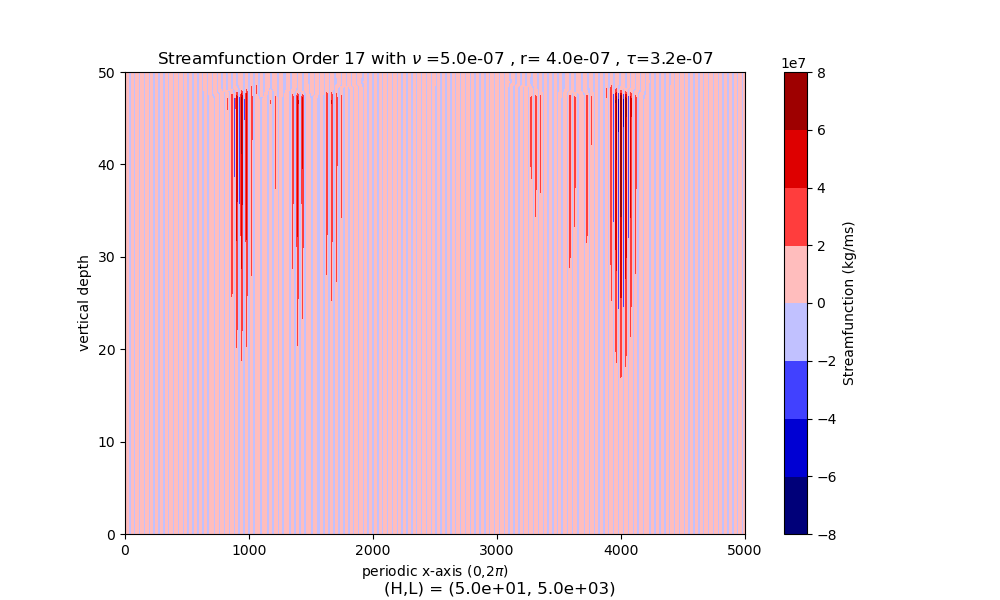 Streamfunction Order 17 with ν =5.0e-07 , r= 4.0e-07 , τ=3.2e-07
1e7
50
40
30
20
10
0
vertical depth
0 1000 2000 3000 4000 5000
periodic x-axis (0,2π)
(H,L) = (5.0e+01, 5.0e+03)
8
6
4
2
0
−2
−4
−6
−8
Streamfunction (kg/ms)